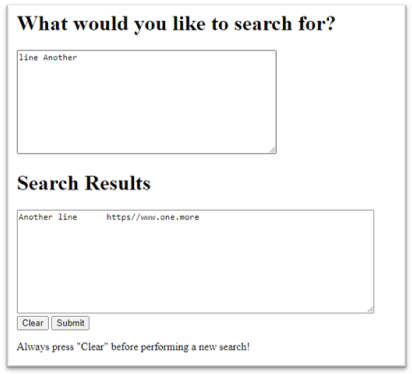 What would you like to search for?
line Another
Search Results
Another line https//www.one.more
Clear Submit
Always press "Clear" before performing a new search!